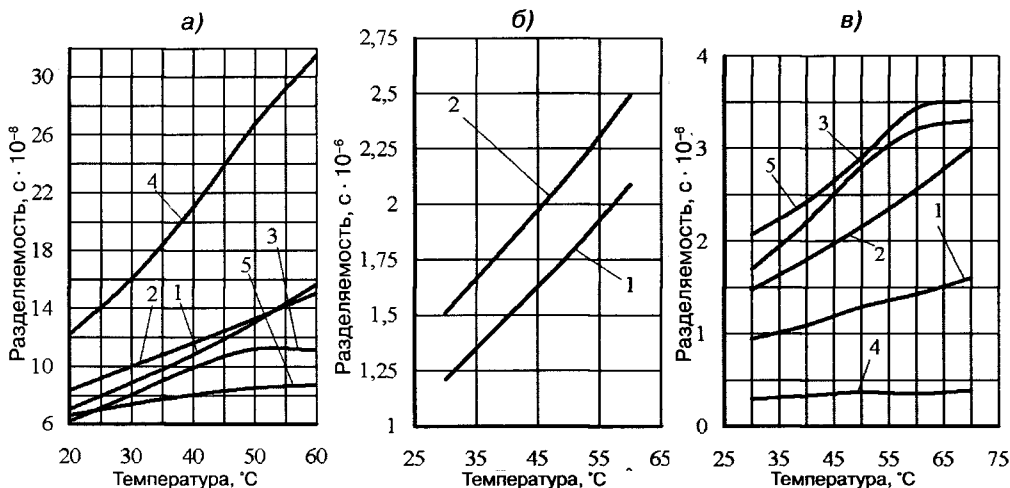 а)
Разделяемость, с · 10⁻⁸
30
26
22
18
14
10
6
4
3
5
2
1
20 30 40 50 60
Температура, °С
б)
Разделяемость, с · 10⁻⁶
2,75
2,5
2,25
2
1,75
1,5
1,25
1
2
1
25 35 45 55 65
Температура, °С
в)
Разделяемость, с · 10⁻⁶
4
3
2
1
0
3
5
1
2
4
25 35 45 55 65 75
Температура, °С